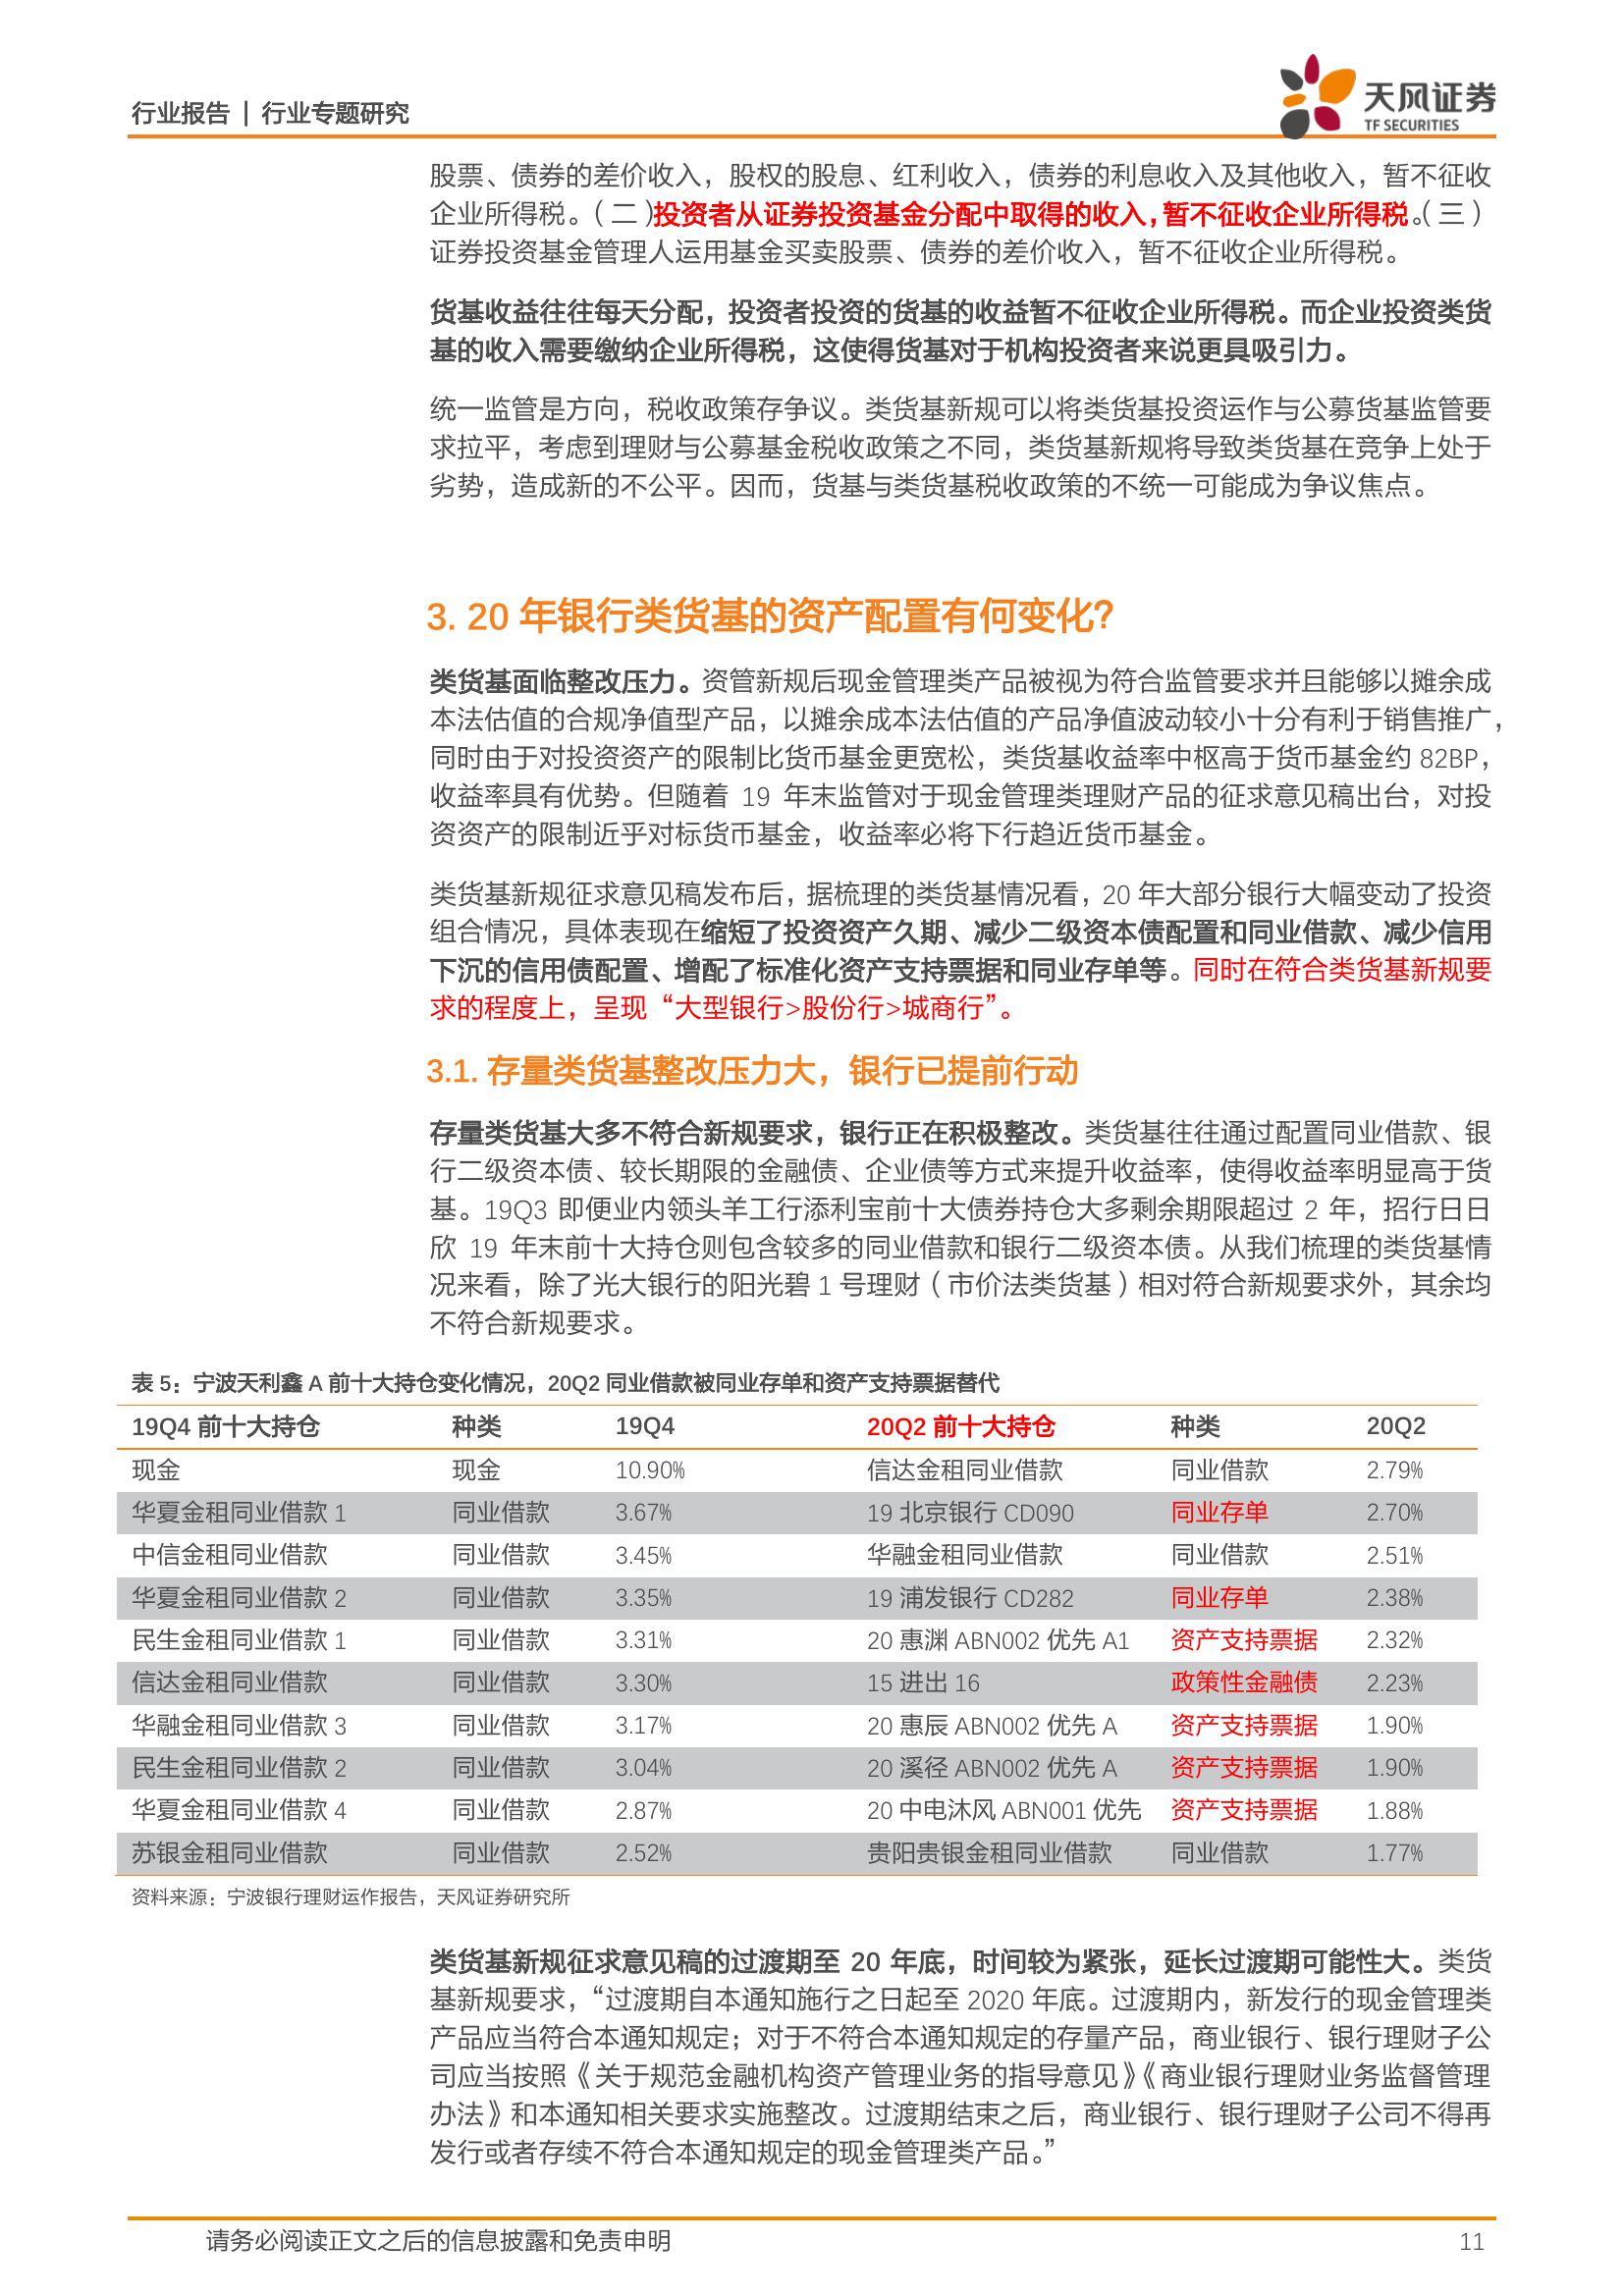 行业报告 | 行业专题研究
天风证券
TF SECURITIES
股票、债券的差价收入，股权的股息、红利收入，债券的利息收入及其他收入，暂不征收
企业所得税。（二）投资者从证券投资基金分配中取得的收入，暂不征收企业所得税。（三）
证券投资基金管理人运用基金买卖股票、债券的差价收入，暂不征收企业所得税。
货基收益往往每天分配，投资者投资的货基的收益暂不征收企业所得税。而企业投资类货
基的收入需要缴纳企业所得税，这使得货基对于机构投资者来说更具吸引力。
统一监管是方向，税收政策存争议。类货基新规可以将类货基投资运作与公募货基监管要
求拉平，考虑到理财与公募基金税收政策之不同，类货基新规将导致类货基在竞争上处于
劣势，造成新的不公平。因而，货基与类货基税收政策的不统一可能成为争议焦点。
3. 20 年银行类货基的资产配置有何变化？
类货基面临整改压力。资管新规后现金管理类产品被视为符合监管要求并且能够以摊余成
本法估值的合规净值型产品，以摊余成本法估值的产品净值波动较小十分有利于销售推广，
同时由于对投资资产的限制比货币基金更宽松，类货基收益率中枢高于货币基金约 82BP，
收益率具有优势。但随着 19 年末监管对于现金管理类理财产品的征求意见稿出台，对投
资资产的限制近乎对标货币基金，收益率必将下行趋近货币基金。
类货基新规征求意见稿发布后，据梳理的类货基情况看，20 年大部分银行大幅变动了投资
组合情况，具体表现在缩短了投资资产久期、减少二级资本债配置和同业借款、减少信用
下沉的信用债配置、增配了标准化资产支持票据和同业存单等。同时在符合类货基新规要
求的程度上，呈现“大型银行>股份行>城商行”。
3.1. 存量类货基整改压力大，银行已提前行动
存量类货基大多不符合新规要求，银行正在积极整改。类货基往往通过配置同业借款、银
行二级资本债、较长期限的金融债、企业债等方式来提升收益率，使得收益率明显高于货
基。19Q3 即便业内领头羊工行添利宝前十大债券持仓大多剩余期限超过 2 年，招行日日
欣 19 年末前十大持仓则包含较多的同业借款和银行二级资本债。从我们梳理的类货基情
况来看，除了光大银行的阳光碧 1 号理财（市价法类货基）相对符合新规要求外，其余均
不符合新规要求。
表 5：宁波天利鑫 A 前十大持仓变化情况，20Q2 同业借款被同业存单和资产支持票据替代
19Q4 前十大持仓 种类 19Q4 20Q2 前十大持仓 种类 20Q2
现金 现金 10.90% 信达金租同业借款 同业借款 2.79%
华夏金租同业借款 1 同业借款 3.67% 19 北京银行 CD090 同业存单 2.70%
中信金租同业借款 同业借款 3.45% 华融金租同业借款 同业借款 2.51%
华夏金租同业借款 2 同业借款 3.35% 19 浦发银行 CD282 同业存单 2.38%
民生金租同业借款 1 同业借款 3.31% 20 惠渊 ABN002 优先 A1 资产支持票据 2.32%
信达金租同业借款 同业借款 3.30% 15 进出 16 政策性金融债 2.23%
华融金租同业借款 3 同业借款 3.17% 20 惠辰 ABN002 优先 A 资产支持票据 1.90%
民生金租同业借款 2 同业借款 3.04% 20 溪径 ABN002 优先 A 资产支持票据 1.90%
华夏金租同业借款 4 同业借款 2.87% 20 中电沐风 ABN001 优先 资产支持票据 1.88%
苏银金租同业借款 同业借款 2.52% 贵阳贵银金租同业借款 同业借款 1.77%
资料来源：宁波银行理财运作报告，天风证券研究所
类货基新规征求意见稿的过渡期至 20 年底，时间较为紧张，延长过渡期可能性大。类货
基新规要求，“过渡期自本通知施行之日起至 2020 年底。过渡期内，新发行的现金管理类
产品应当符合本通知规定；对于不符合本通知规定的存量产品，商业银行、银行理财子公
司应当按照《关于规范金融机构资产管理业务的指导意见》《商业银行理财业务监督管理
办法》和本通知相关要求实施整改。过渡期结束之后，商业银行、银行理财子公司不得再
发行或者存续不符合本通知规定的现金管理类产品。”
请务必阅读正文之后的信息披露和免责申明 11